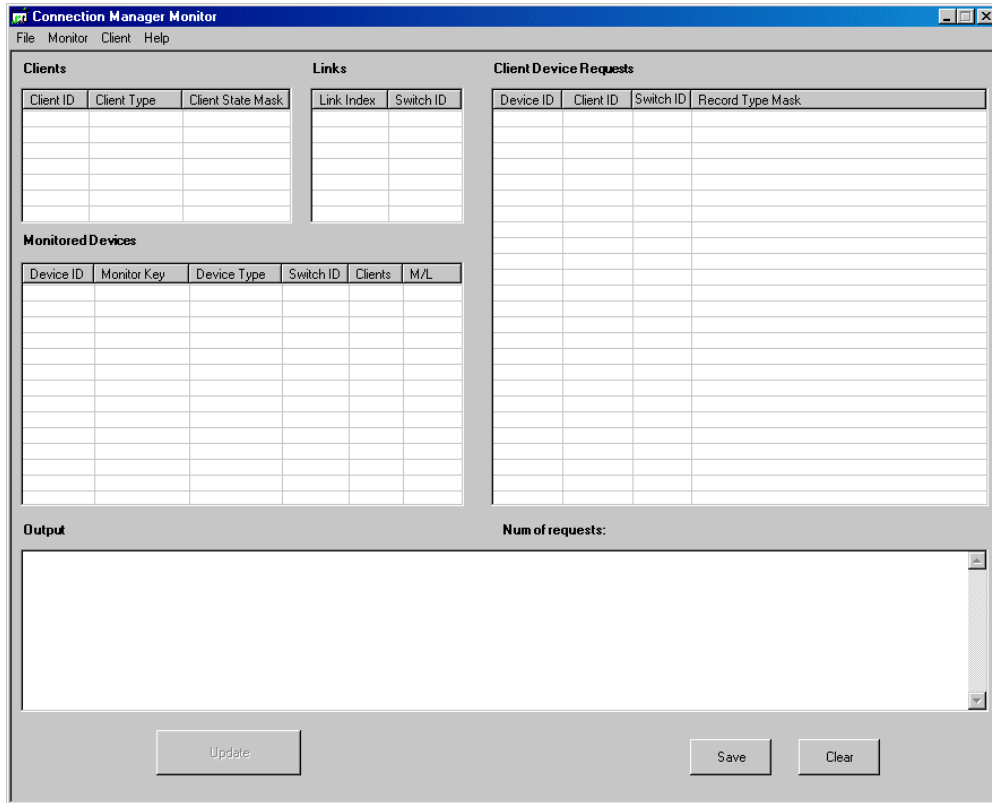 Connection Manager Monitor
File Monitor Client Help
Clients
Links
Client Device Requests
Client ID Client Type Client State Mask
Link Index Switch ID
Device ID Client ID Switch ID Record Type Mask
Monitored Devices
Device ID Monitor Key Device Type Switch ID Clients M/L
Output
Num of requests:
Update
Save
Clear